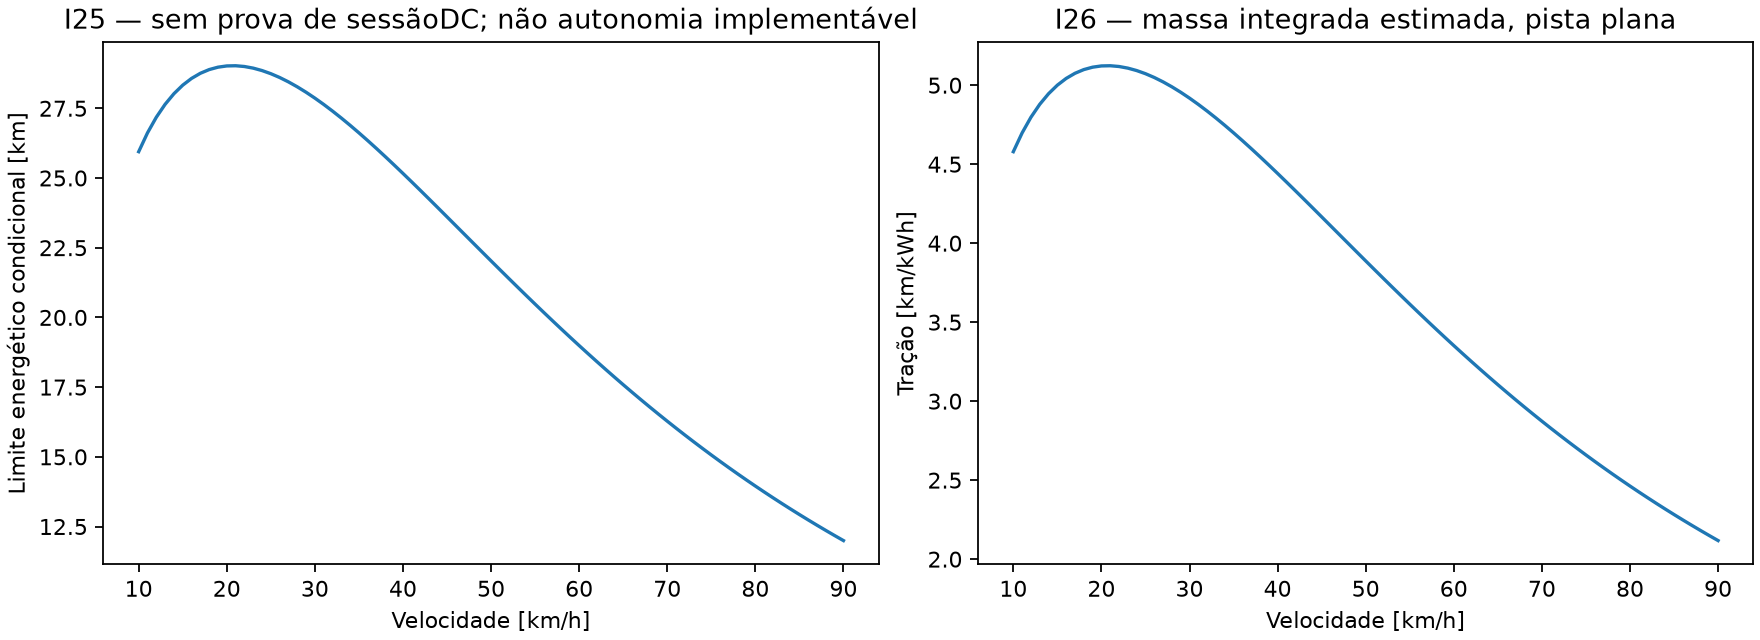 I25 — sem prova de sessãoDC; não autonomia implementável
Limite energético condicional [km]
27.5
25.0
22.5
20.0
17.5
15.0
12.5
10 20 30 40 50 60 70 80 90
Velocidade [km/h]
I26 — massa integrada estimada, pista plana
Tração [km/kWh]
5.0
4.5
4.0
3.5
3.0
2.5
2.0
10 20 30 40 50 60 70 80 90
Velocidade [km/h]